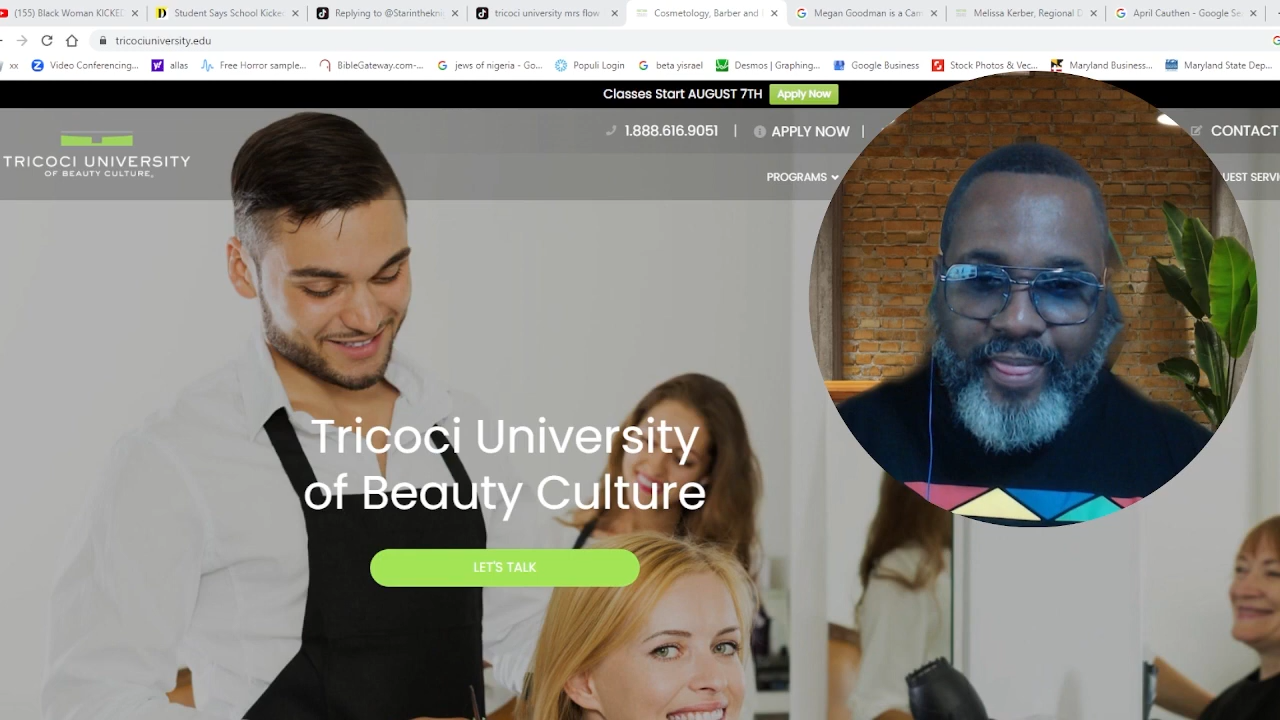 (155) Black Woman KICKED
Student Says School Kicke
Replying to @Starintheknig
tricoci university mrs flow
Cosmetology, Barber and
Megan Goodman is a Cam
Melissa Kerber, Regional D
April Cauthen - Google Se
tricociuniversity.edu
xx
Video Conferencing...
allas
Free Horror sample...
BibleGateway.com-...
jews of nigeria - Go...
Populi Login
beta yisrael
Desmos | Graphing...
Google Business
Stock Photos & Vec...
Maryland Business...
Maryland State Dep...
Classes Start AUGUST 7TH Apply Now
1.888.616.9051 | APPLY NOW |
CONTACT
TRICOCI UNIVERSITY
OF BEAUTY CULTURE
PROGRAMS
UEST SERVI
Tricoci University
of Beauty Culture
LET'S TALK